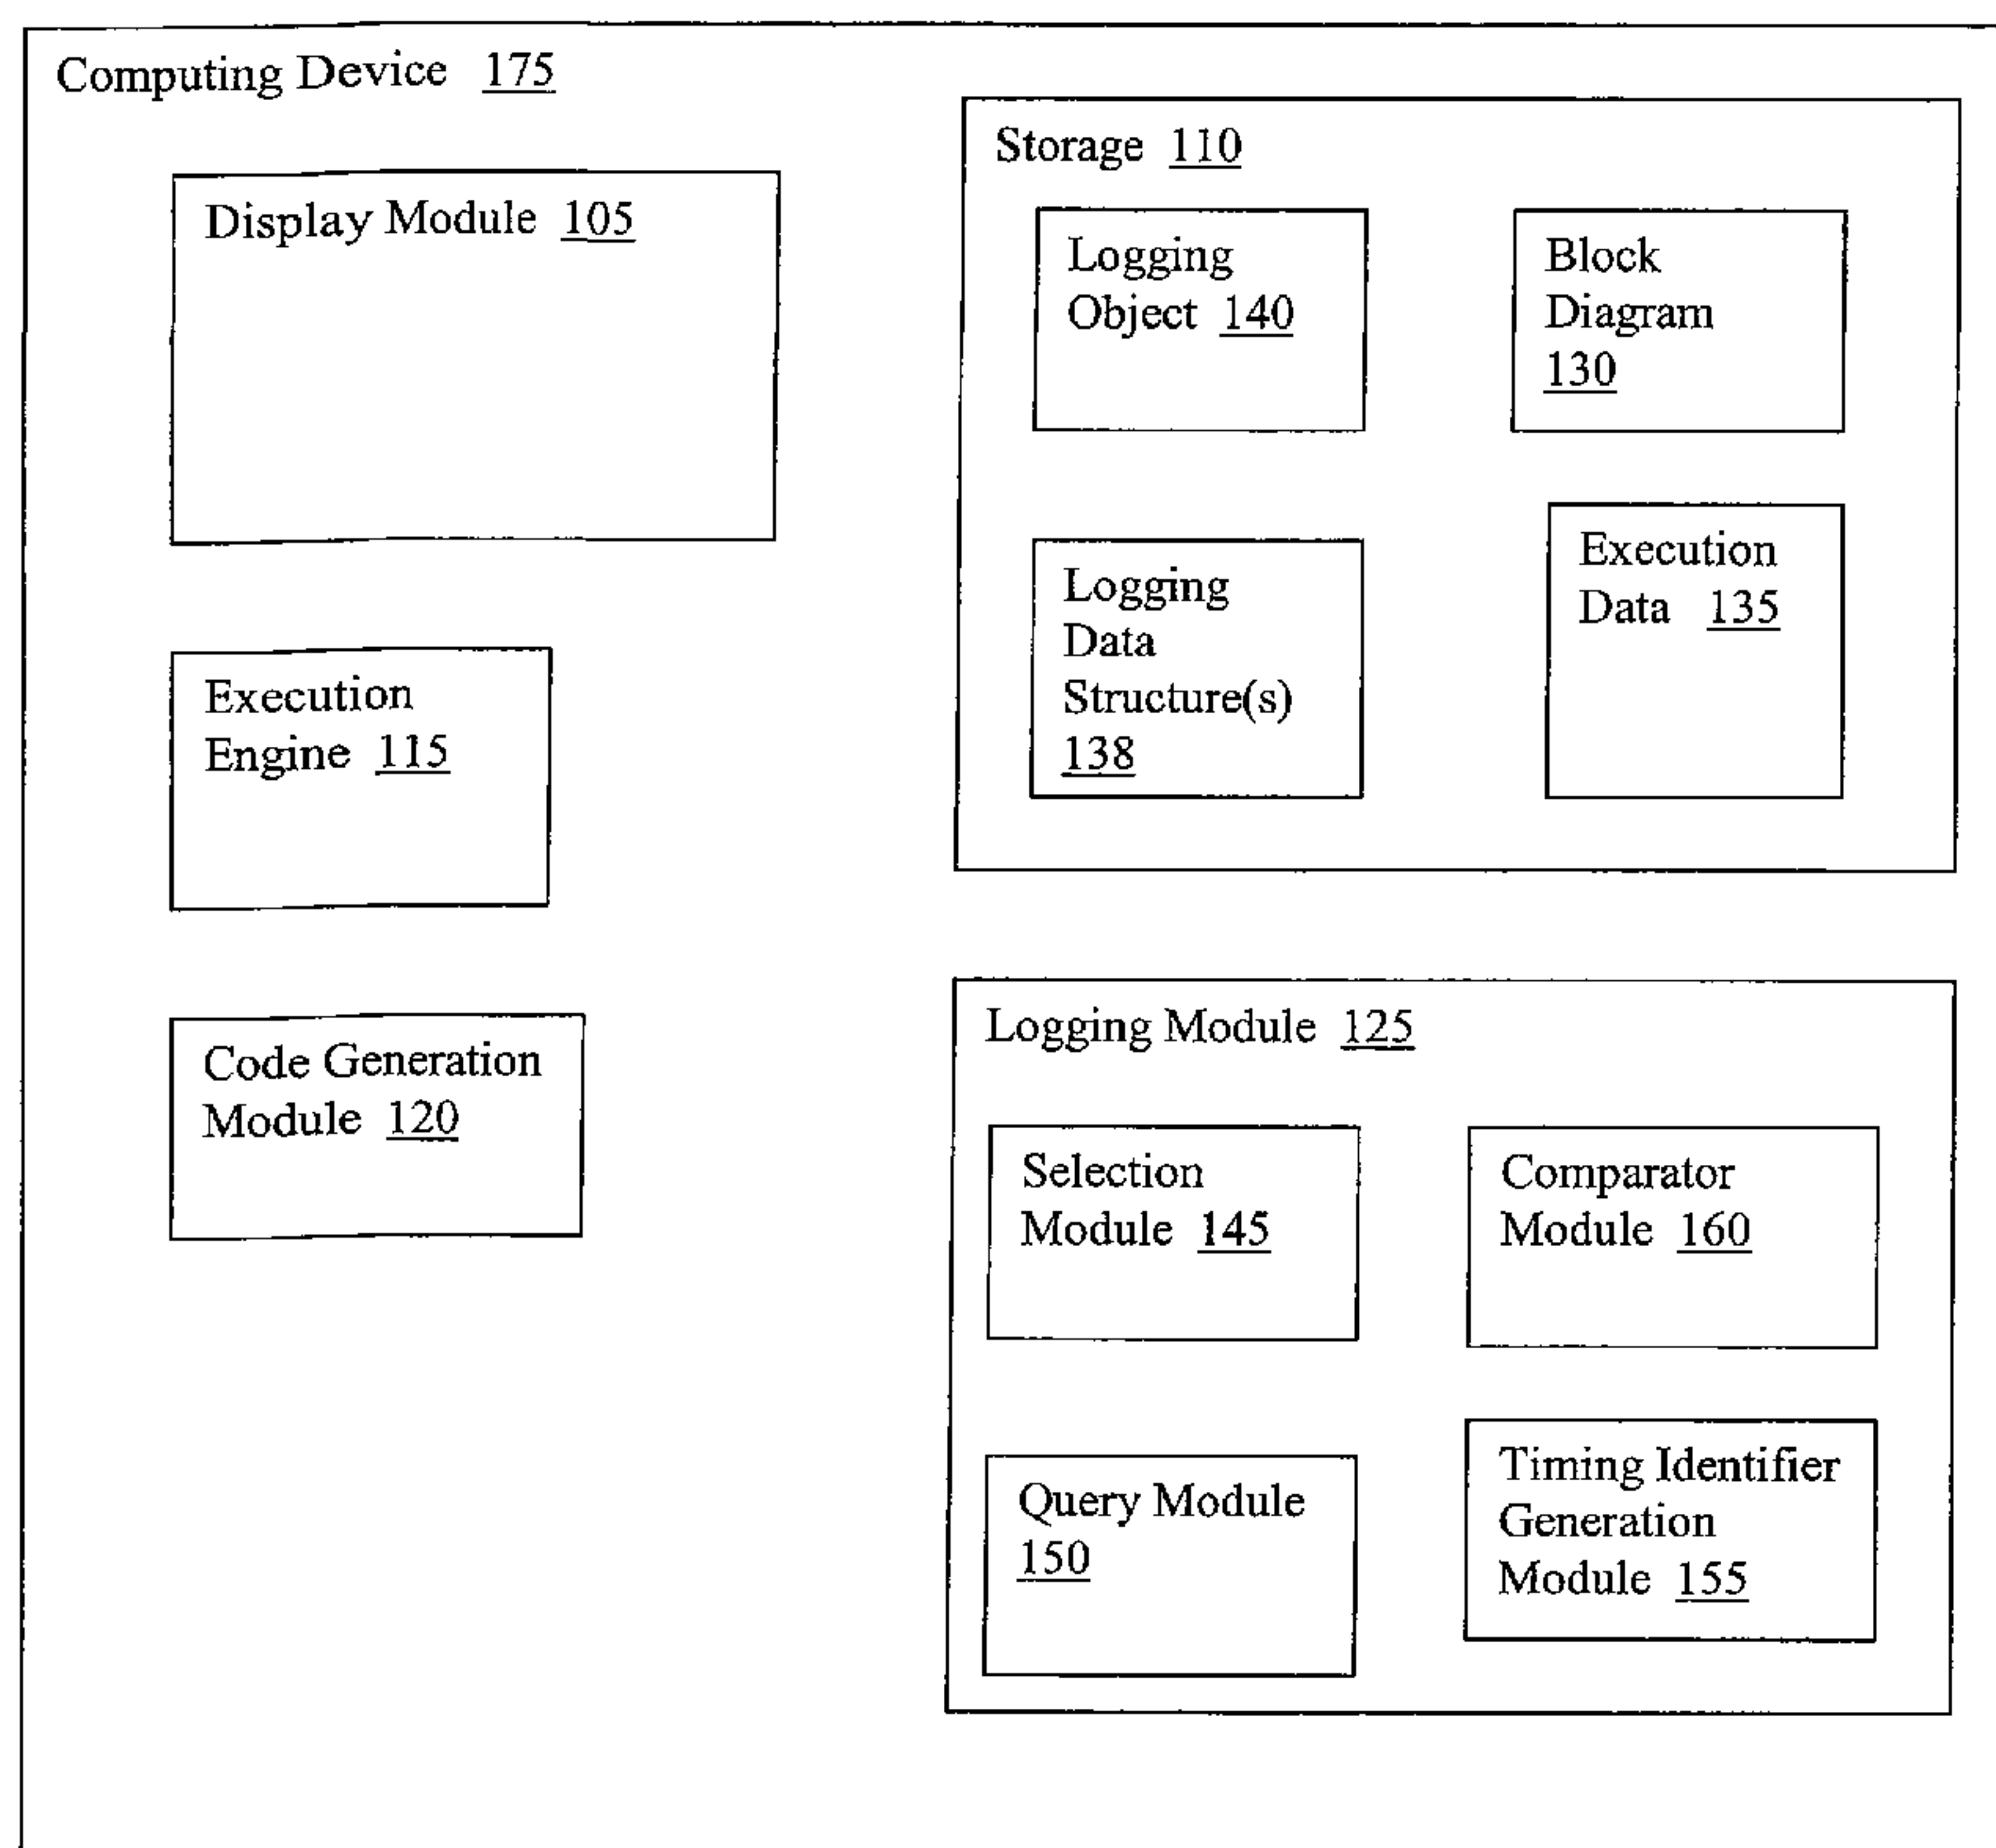 Computing Device 175
Display Module 105
Execution
Engine 115
Code Generation
Module 120
Storage 110
Logging
Object 140
Block
Diagram
130
Logging
Data
Structure(s)
138
Execution
Data 135
Logging Module 125
Selection
Module 145
Comparator
Module 160
Query Module
150
Timing Identifier
Generation
Module 155